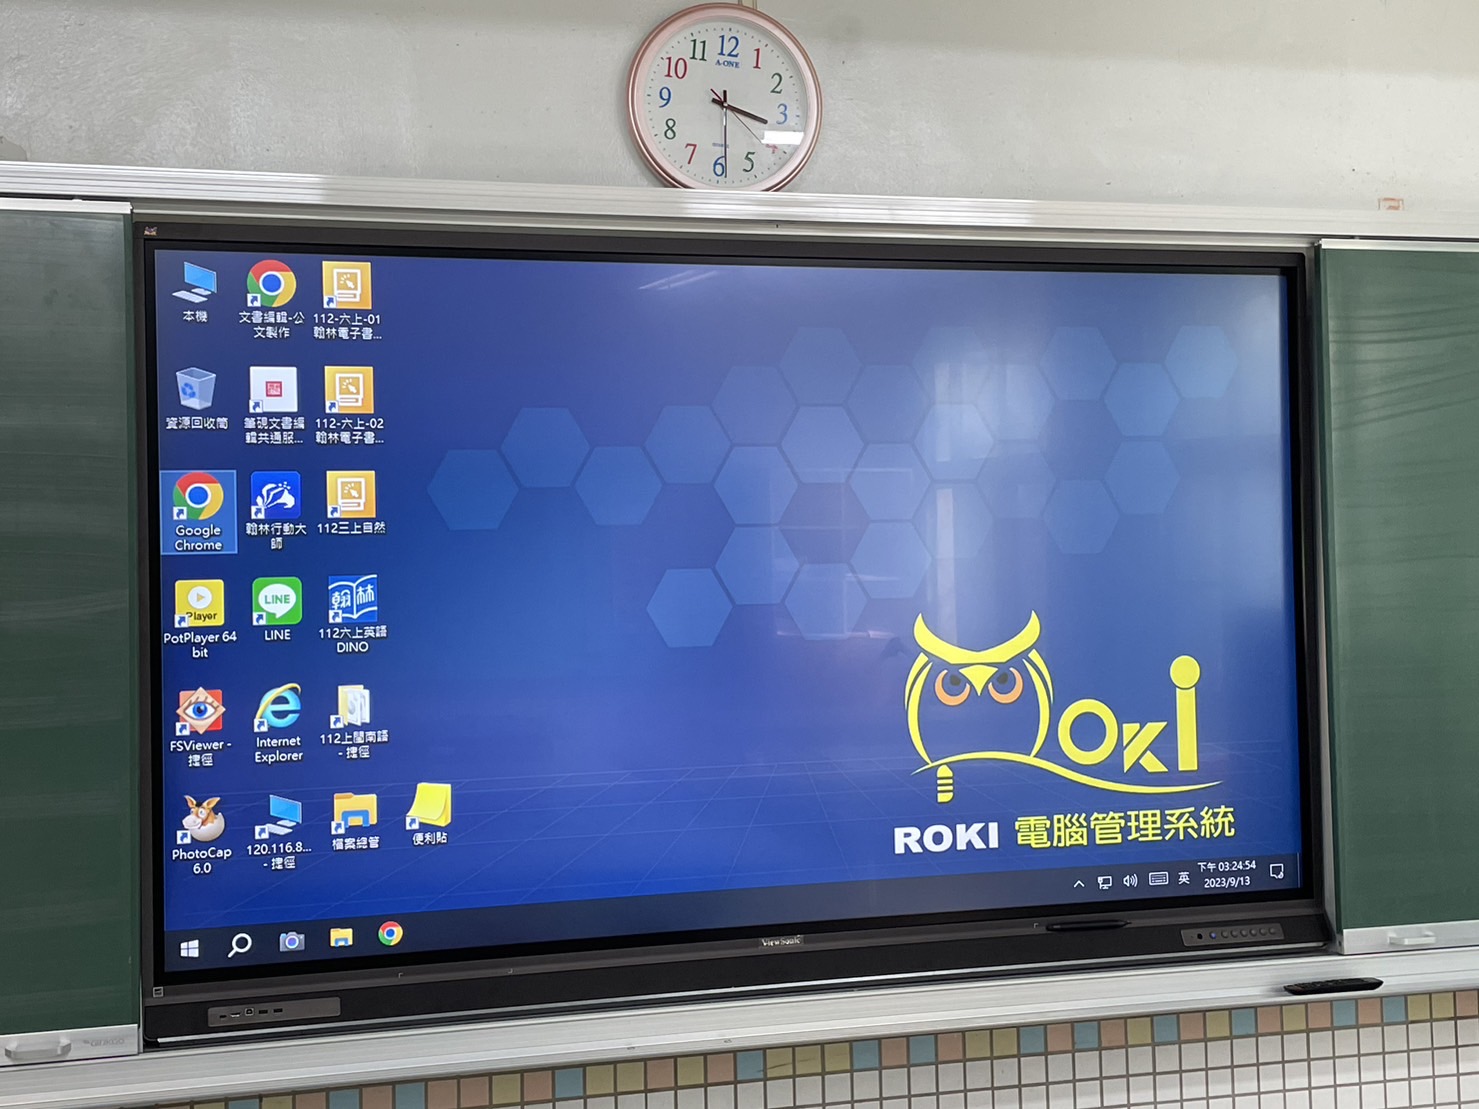 12
11
1
A-ONE
10
2
9
3
8
4
7
5
6
本機
文書編輯-公
文製作
112-六上-01
翰林電子書...
資源回收筒
筆硯文書編
輯共通服...
112-六上-02
翰林電子書...
Google
Chrome
翰林行動大
師
112三上自然
Player
PotPlayer 64
bit
LINE
LINE
翰林
112六上英語
DINO
FSViewer -
捷徑
Internet
Explorer
112上閩南語
- 捷徑
PhotoCap
6.0
120.116.8...
- 捷徑
檔案總管
便利貼
ROKi
ROKI 電腦管理系統
英
下午 03:24:54
2023/9/13
ViewSonic